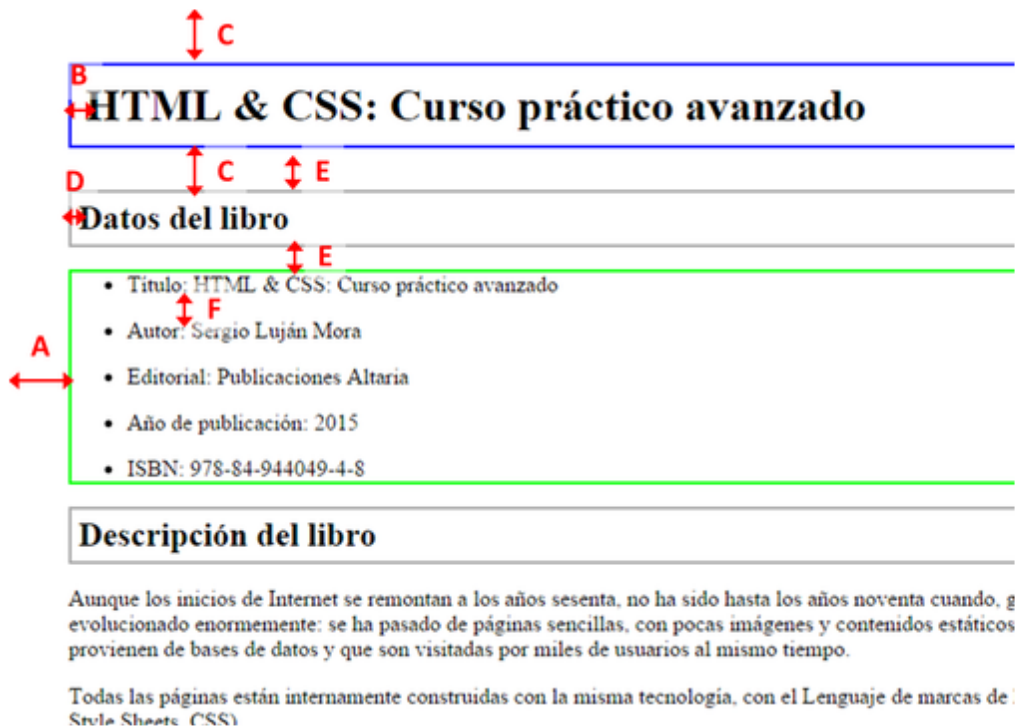 C
B
HTML & CSS: Curso práctico avanzado
C E
D
Datos del libro
E
• Título: HTML & CSS: Curso práctico avanzado
F
• Autor: Sergio Luján Mora
A
• Editorial: Publicaciones Altaria
• Año de publicación: 2015
• ISBN: 978-84-944049-4-8
Descripción del libro
Aunque los inicios de Internet se remontan a los años sesenta, no ha sido hasta los años noventa cuando, g
evolucionado enormemente: se ha pasado de páginas sencillas, con pocas imágenes y contenidos estáticos
provienen de bases de datos y que son visitadas por miles de usuarios al mismo tiempo.
Todas las páginas están internamente construidas con la misma tecnología, con el Lenguaje de marcas de
Style Sheets, CSS)